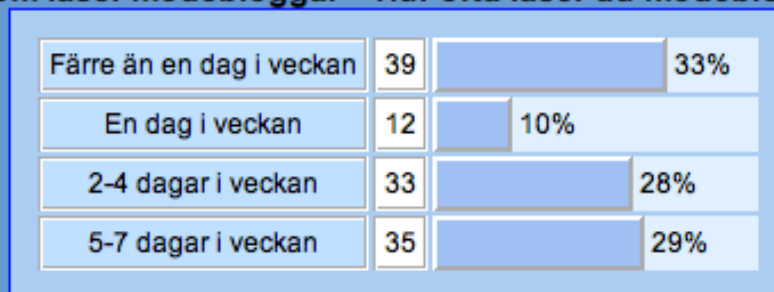 Färre än en dag i veckan 39 33%
En dag i veckan 12 10%
2-4 dagar i veckan 33 28%
5-7 dagar i veckan 35 29%